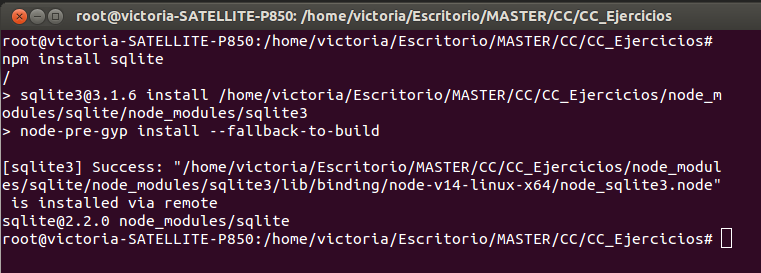 root@victoria-SATELLITE-P850: /home/victoria/Escritorio/MASTER/CC/CC_Ejercicios
root@victoria-SATELLITE-P850:/home/victoria/Escritorio/MASTER/CC/CC_Ejercicios#
npm install sqlite
/
> sqlite3@3.1.6 install /home/victoria/Escritorio/MASTER/CC/CC_Ejercicios/node_m
odules/sqlite/node_modules/sqlite3
> node-pre-gyp install --fallback-to-build
[sqlite3] Success: "/home/victoria/Escritorio/MASTER/CC/CC_Ejercicios/node_modul
es/sqlite/node_modules/sqlite3/lib/binding/node-v14-linux-x64/node_sqlite3.node"
 is installed via remote
sqlite@2.2.0 node_modules/sqlite
root@victoria-SATELLITE-P850:/home/victoria/Escritorio/MASTER/CC/CC_Ejercicios#